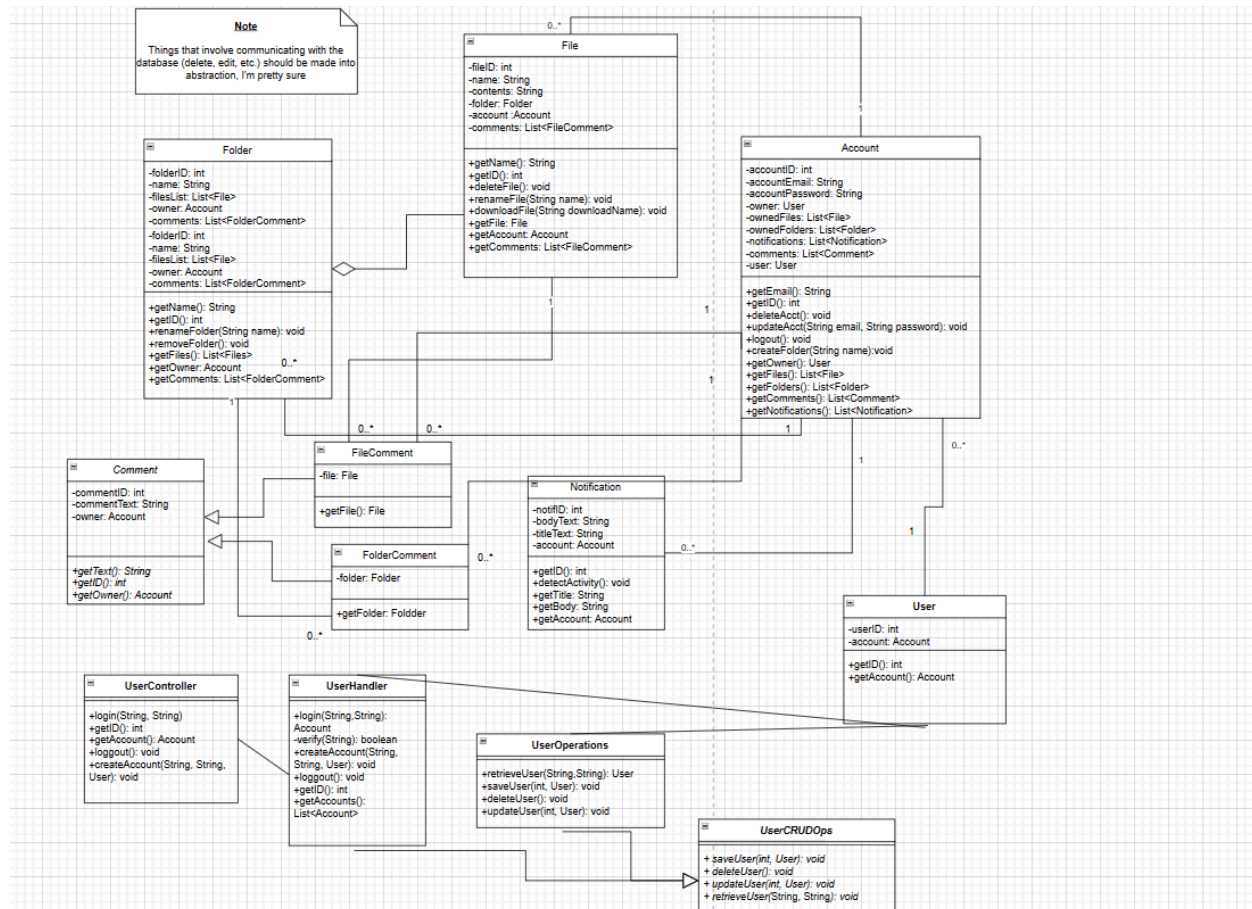 Note
Things that involve communicating with the
database (delete, edit, etc.) should be made into
abstraction, I'm pretty sure
0..*
File
-fileID: int
-name: String
-contents: String
-folder: Folder
-account :Account
-comments: List<FileComment>
+getName(): String
+getID(): int
+deleteFile(): void
+renameFile(String name): void
+downloadFile(String downloadName): void
+getFile: File
+getAccount: Account
+getComments: List<FileComment>
1
1
Folder
-folderID: int
-name: String
-filesList: List<File>
-owner: Account
-comments: List<FolderComment>
-folderID: int
-name: String
-filesList: List<File>
-owner: Account
-comments: List<FolderComment>
+getName(): String
+getID(): int
+renameFolder(String name): void
+removeFolder(): void
+getFiles(): List<Files>
+getOwner: Account
+getComments: List<FolderComment>
0..*
1
Account
-accountID: int
-accountEmail: String
-accountPassword: String
-owner: User
-ownedFiles: List<File>
-ownedFolders: List<Folder>
-notifications: List<Notification>
-comments: List<Comment>
-user: User
+getEmail(): String
+getID(): int
+deleteAcct(): void
+updateAcct(String email, String password): void
+logout(): void
+createFolder(String name):void
+getOwner(): User
+getFiles(): List<File>
+getFolders(): List<Folder>
+getComments(): List<Comment>
+getNotifications(): List<Notification>
1
1
1
1
0..*
0..*
0..*
FileComment
-file: File
+getFile(): File
Comment
-commentID: int
-commentText: String
-owner: Account
+getText(): String
+getID(): int
+getOwner(): Account
FolderComment
-folder: Folder
+getFolder: Foldder
0..*
0..*
Notification
-notifID: int
-bodyText: String
-titleText: String
-account: Account
+getID(): int
+detectActivity(): void
+getTitle: String
+getBody: String
+getAccount: Account
0..*
1
User
-userID: int
-account: Account
+getID(): int
+getAccount(): Account
UserController
+login(String, String)
+getID(): int
+getAccount(): Account
+loggout(): void
+createAccount(String, String,
User): void
UserHandler
+login(String,String):
Account
-verify(String): boolean
+createAccount(String,
String, User): void
+loggout(): void
+getID(): int
+getAccounts():
List<Account>
UserOperations
+retrieveUser(String,String): User
+saveUser(int, User): void
+deleteUser(): void
+updateUser(int, User): void
UserCRUDOps
+ saveUser(int, User): void
+ deleteUser(): void
+ updateUser(int, User): void
+ retrieveUser(String, String): void